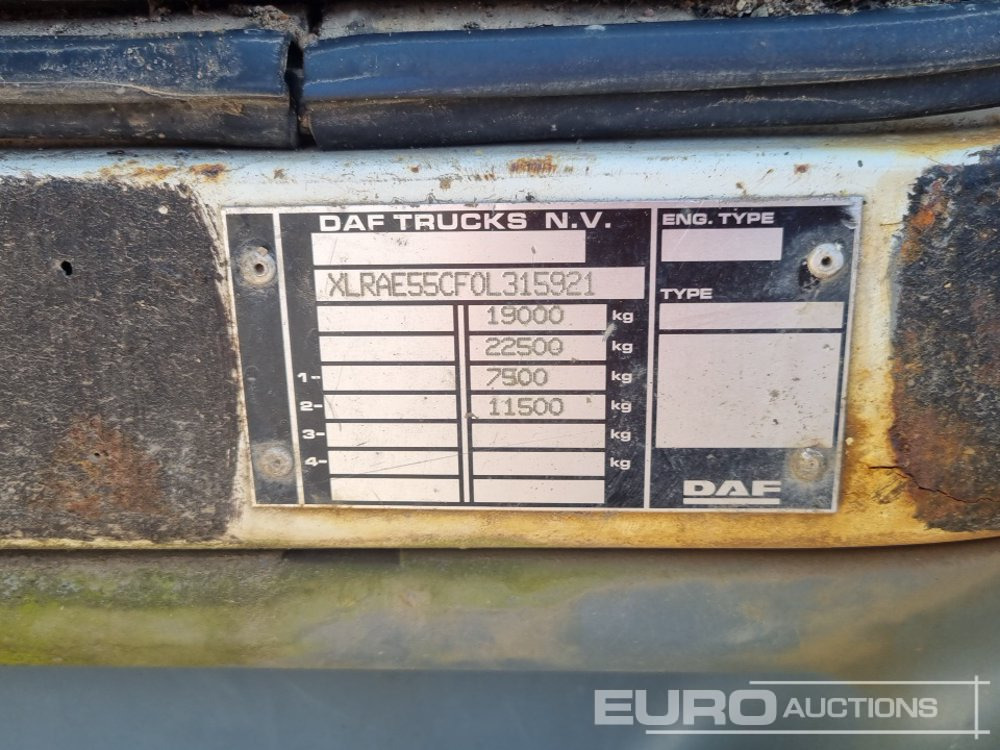 DAF TRUCKS N.V.
XLRAE55CF0L315921
19000 kg
22500 kg
1- 7500 kg
2- 11500 kg
3- kg
4- kg
ENG. TYPE
TYPE
DAF
EURO AUCTIONS